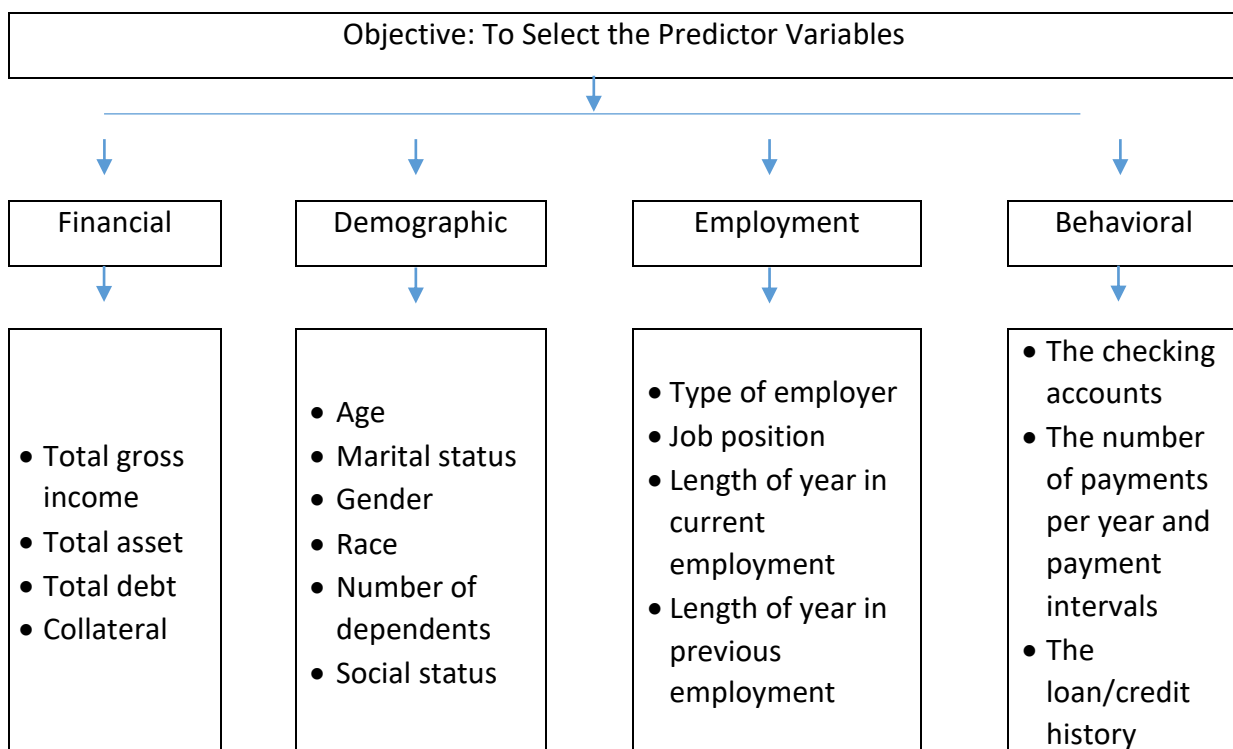 Objective: To Select the Predictor Variables
Financial
Demographic
Employment
Behavioral
• Total gross
income
• Total asset
• Total debt
• Collateral
• Age
• Marital status
• Gender
• Race
• Number of
dependents
• Social status
• Type of employer
• Job position
• Length of year in
current
employment
• Length of year in
previous
employment
• The checking
accounts
• The number
of payments
per year and
payment
intervals
• The
loan/credit
history